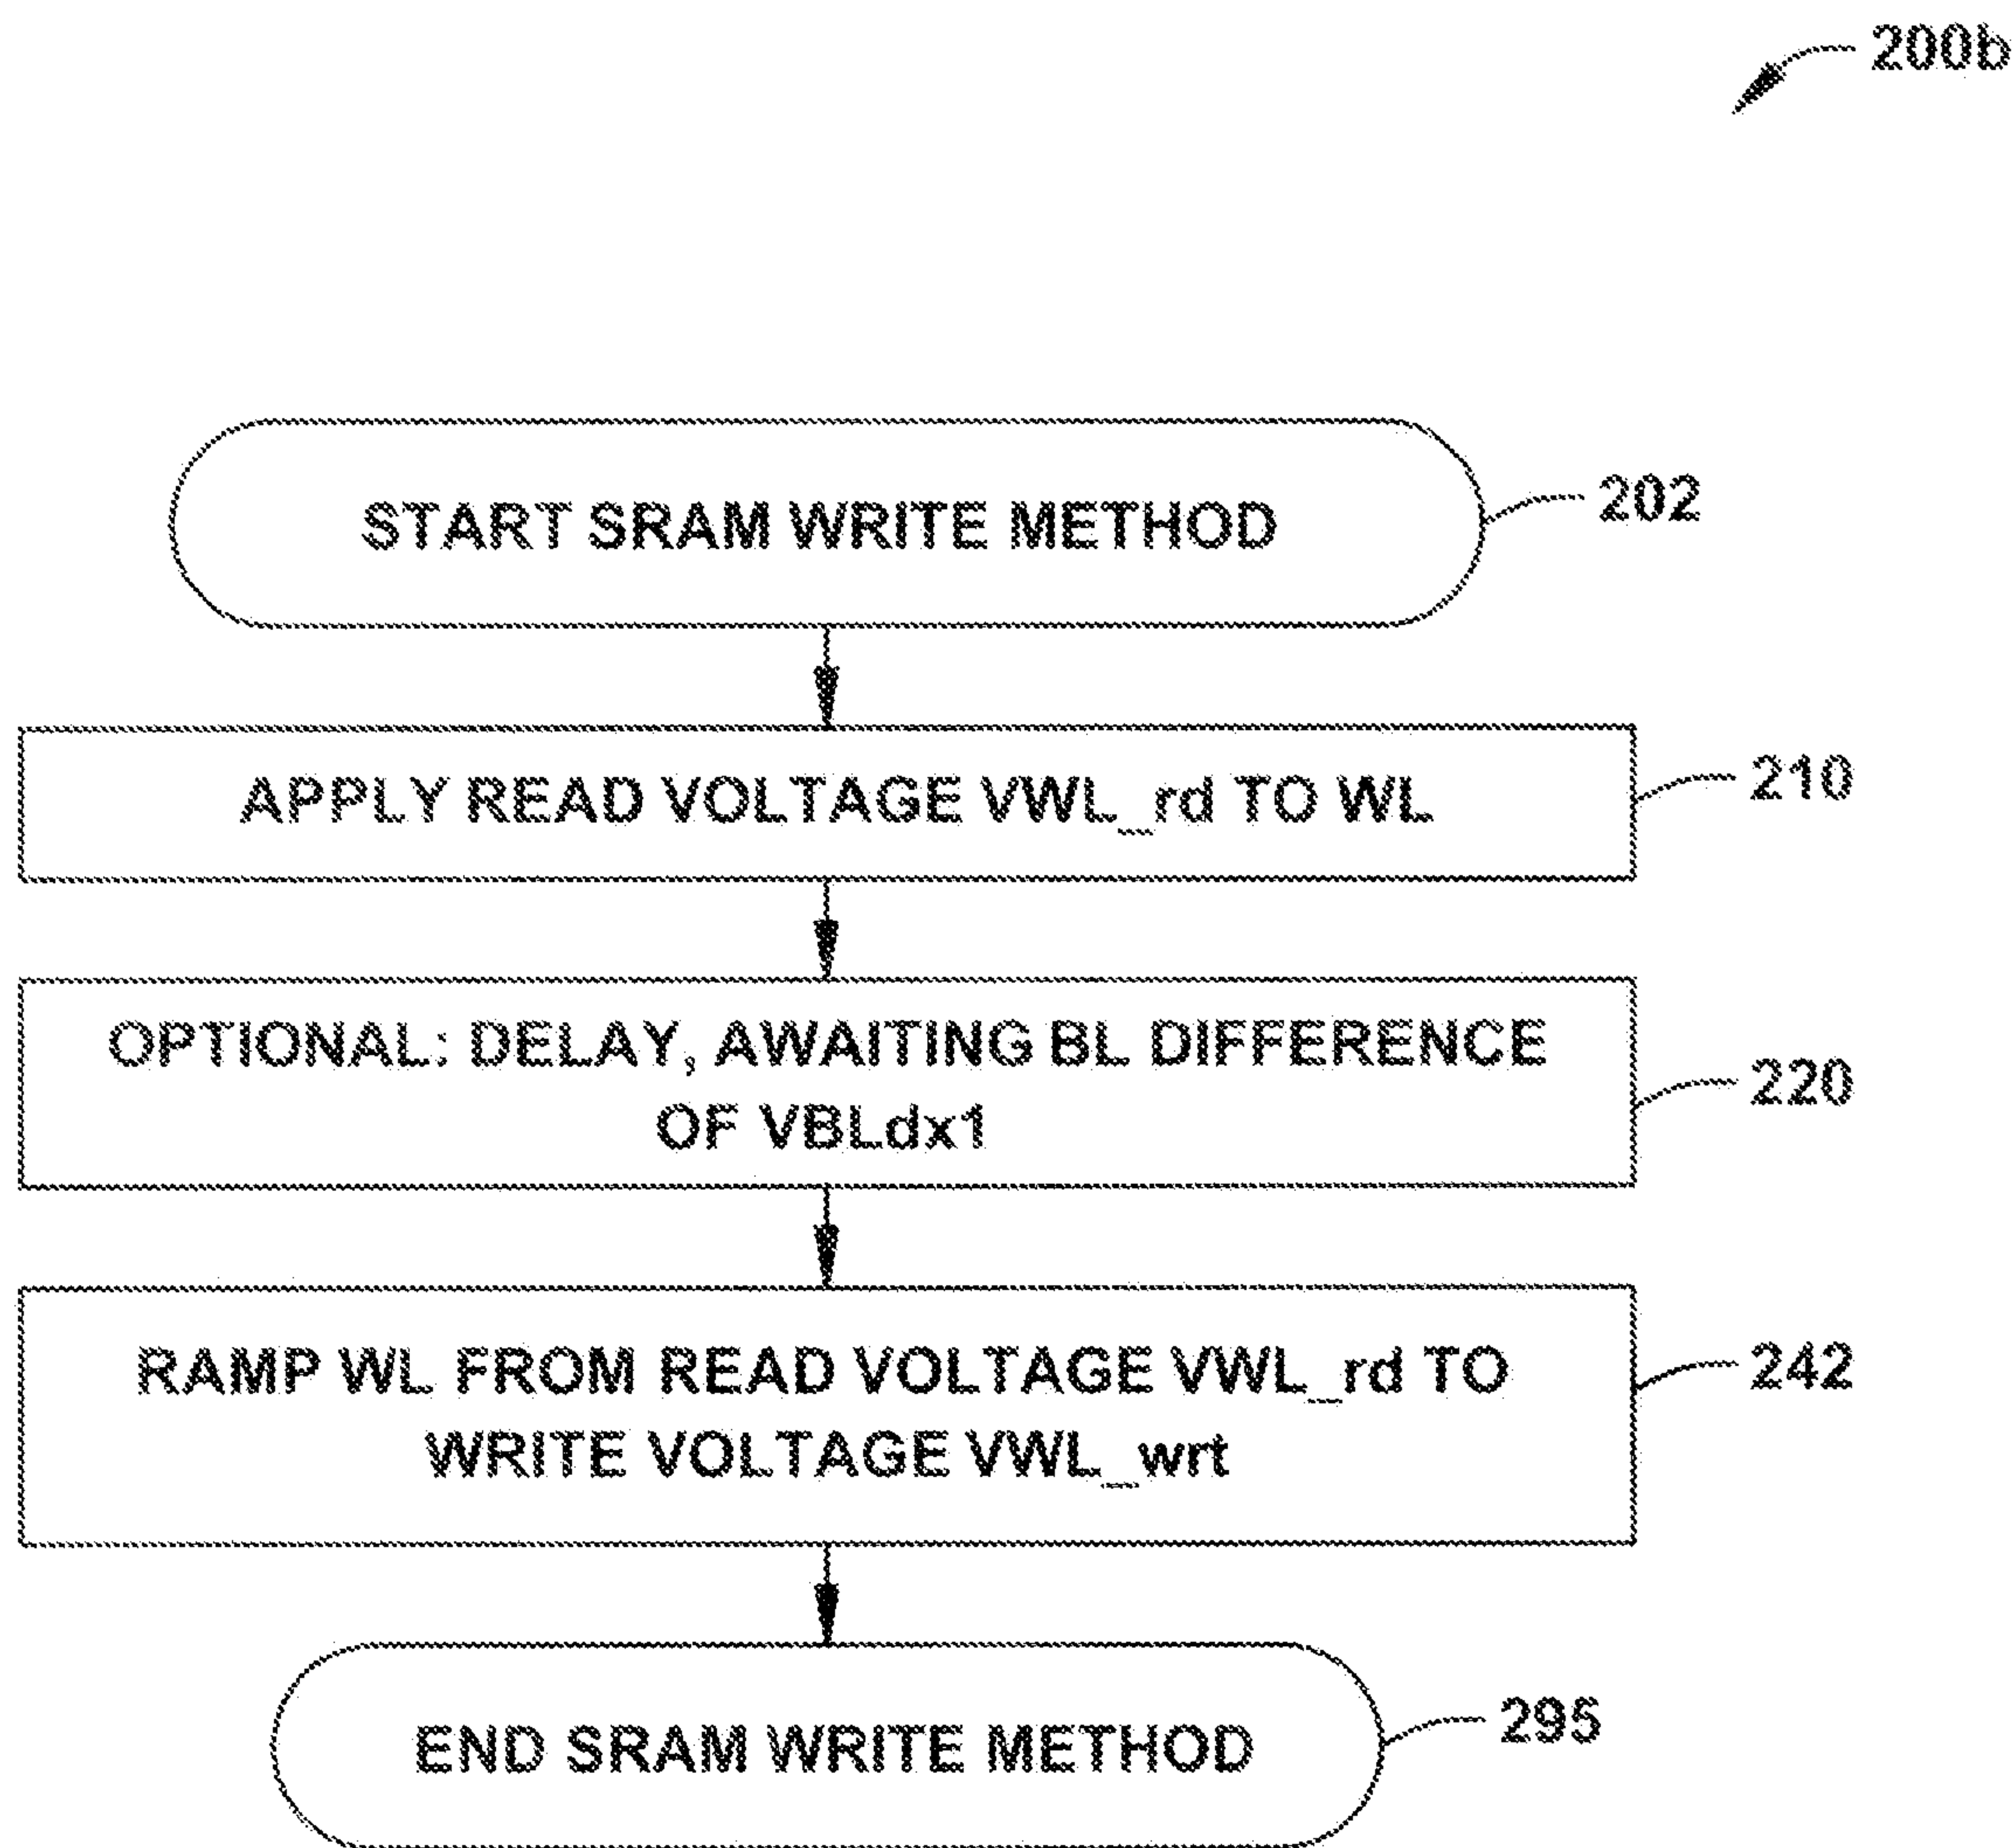 200b
START SRAM WRITE METHOD
202
APPLY READ VOLTAGE VWL_rd TO WL
210
OPTIONAL: DELAY, AWAITING BL DIFFERENCE
OF VBLdx1
220
RAMP WL FROM READ VOLTAGE VWL_rd TO
WRITE VOLTAGE VWL_wrt
242
END SRAM WRITE METHOD
295